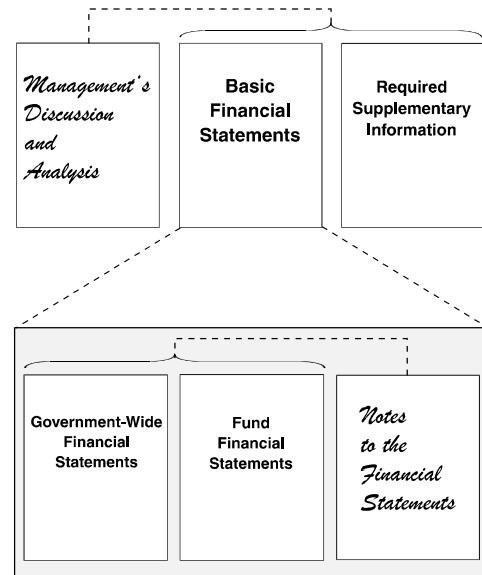 Management's
Discussion
and
Analysis
Basic
Financial
Statements
Required
Supplementary
Information
Government-Wide
Financial
Statements
Fund
Financial
Statements
Notes
to the
Financial
Statements